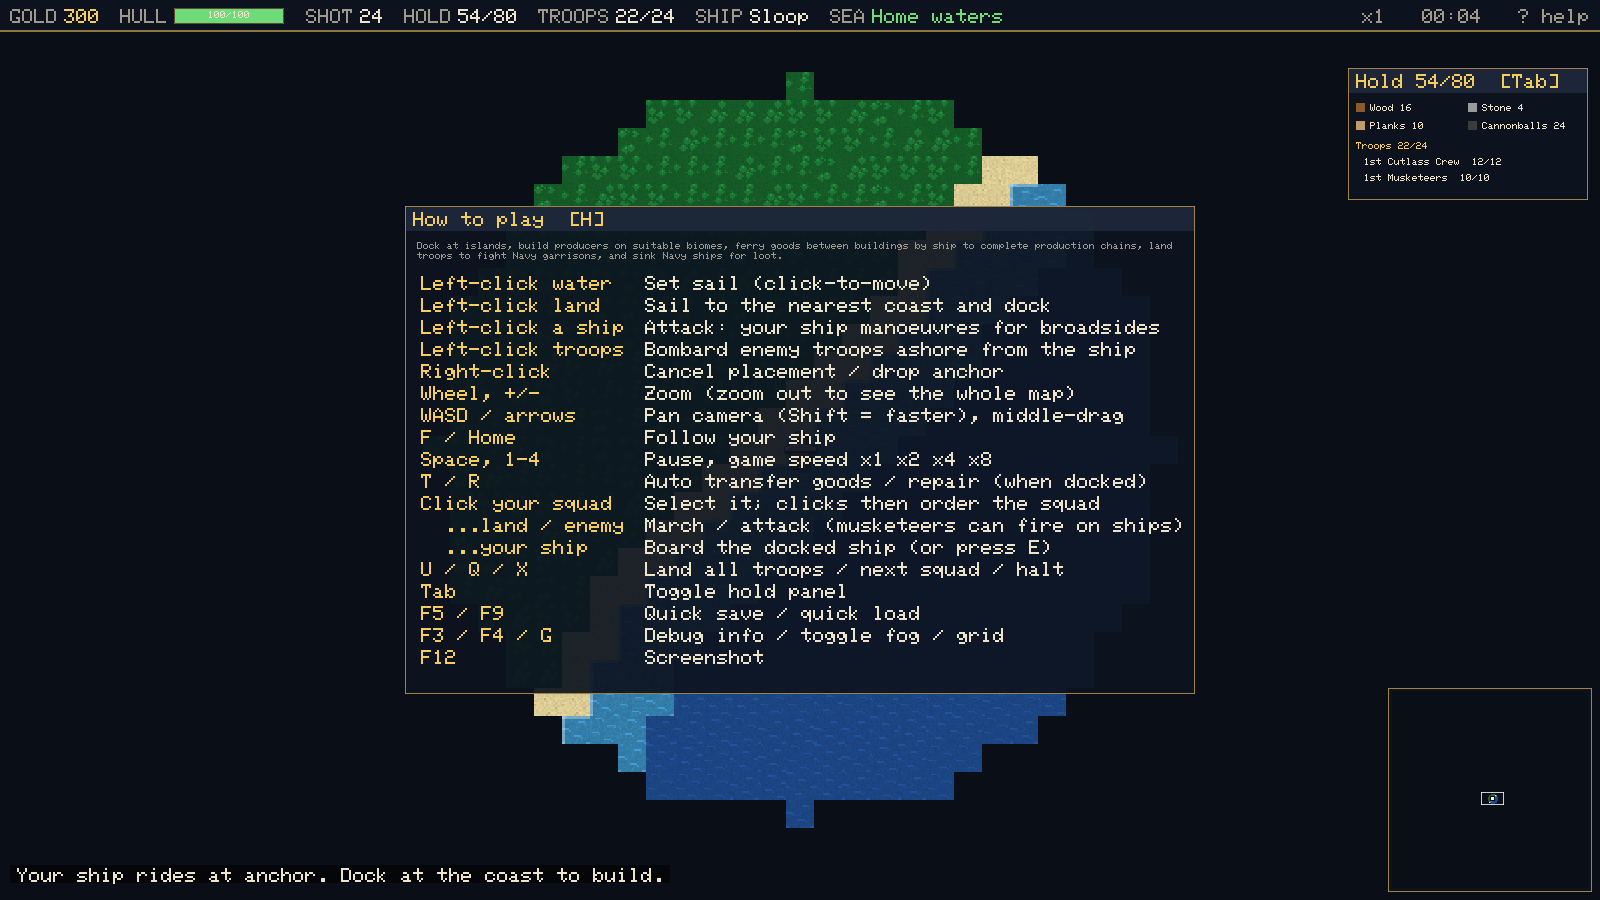 GOLD 300 HULL 100/100 SHOT 24 HOLD 54/80 TROOPS 22/24 SHIP Sloop SEA Home waters x1 00:04 ? help
Hold 54/80 [Tab]
Wood 16 Stone 4
Planks 10 Cannonballs 24
Troops 22/24
1st Cutlass Crew 12/12
1st Musketeers 10/10
How to play [H]
Dock at islands, build producers on suitable biomes, ferry goods between buildings by ship to complete production chains, land
troops to fight Navy garrisons, and sink Navy ships for loot.
Left-click water Set sail (click-to-move)
Left-click land Sail to the nearest coast and dock
Left-click a ship Attack: your ship manoeuvres for broadsides
Left-click troops Bombard enemy troops ashore from the ship
Right-click Cancel placement / drop anchor
Wheel, +/- Zoom (zoom out to see the whole map)
WASD / arrows Pan camera (Shift = faster), middle-drag
F / Home Follow your ship
Space, 1-4 Pause, game speed x1 x2 x4 x8
T / R Auto transfer goods / repair (when docked)
Click your squad Select it; clicks then order the squad
...land / enemy March / attack (musketeers can fire on ships)
...your ship Board the docked ship (or press E)
U / Q / X Land all troops / next squad / halt
Tab Toggle hold panel
F5 / F9 Quick save / quick load
F3 / F4 / G Debug info / toggle fog / grid
F12 Screenshot
Your ship rides at anchor. Dock at the coast to build.